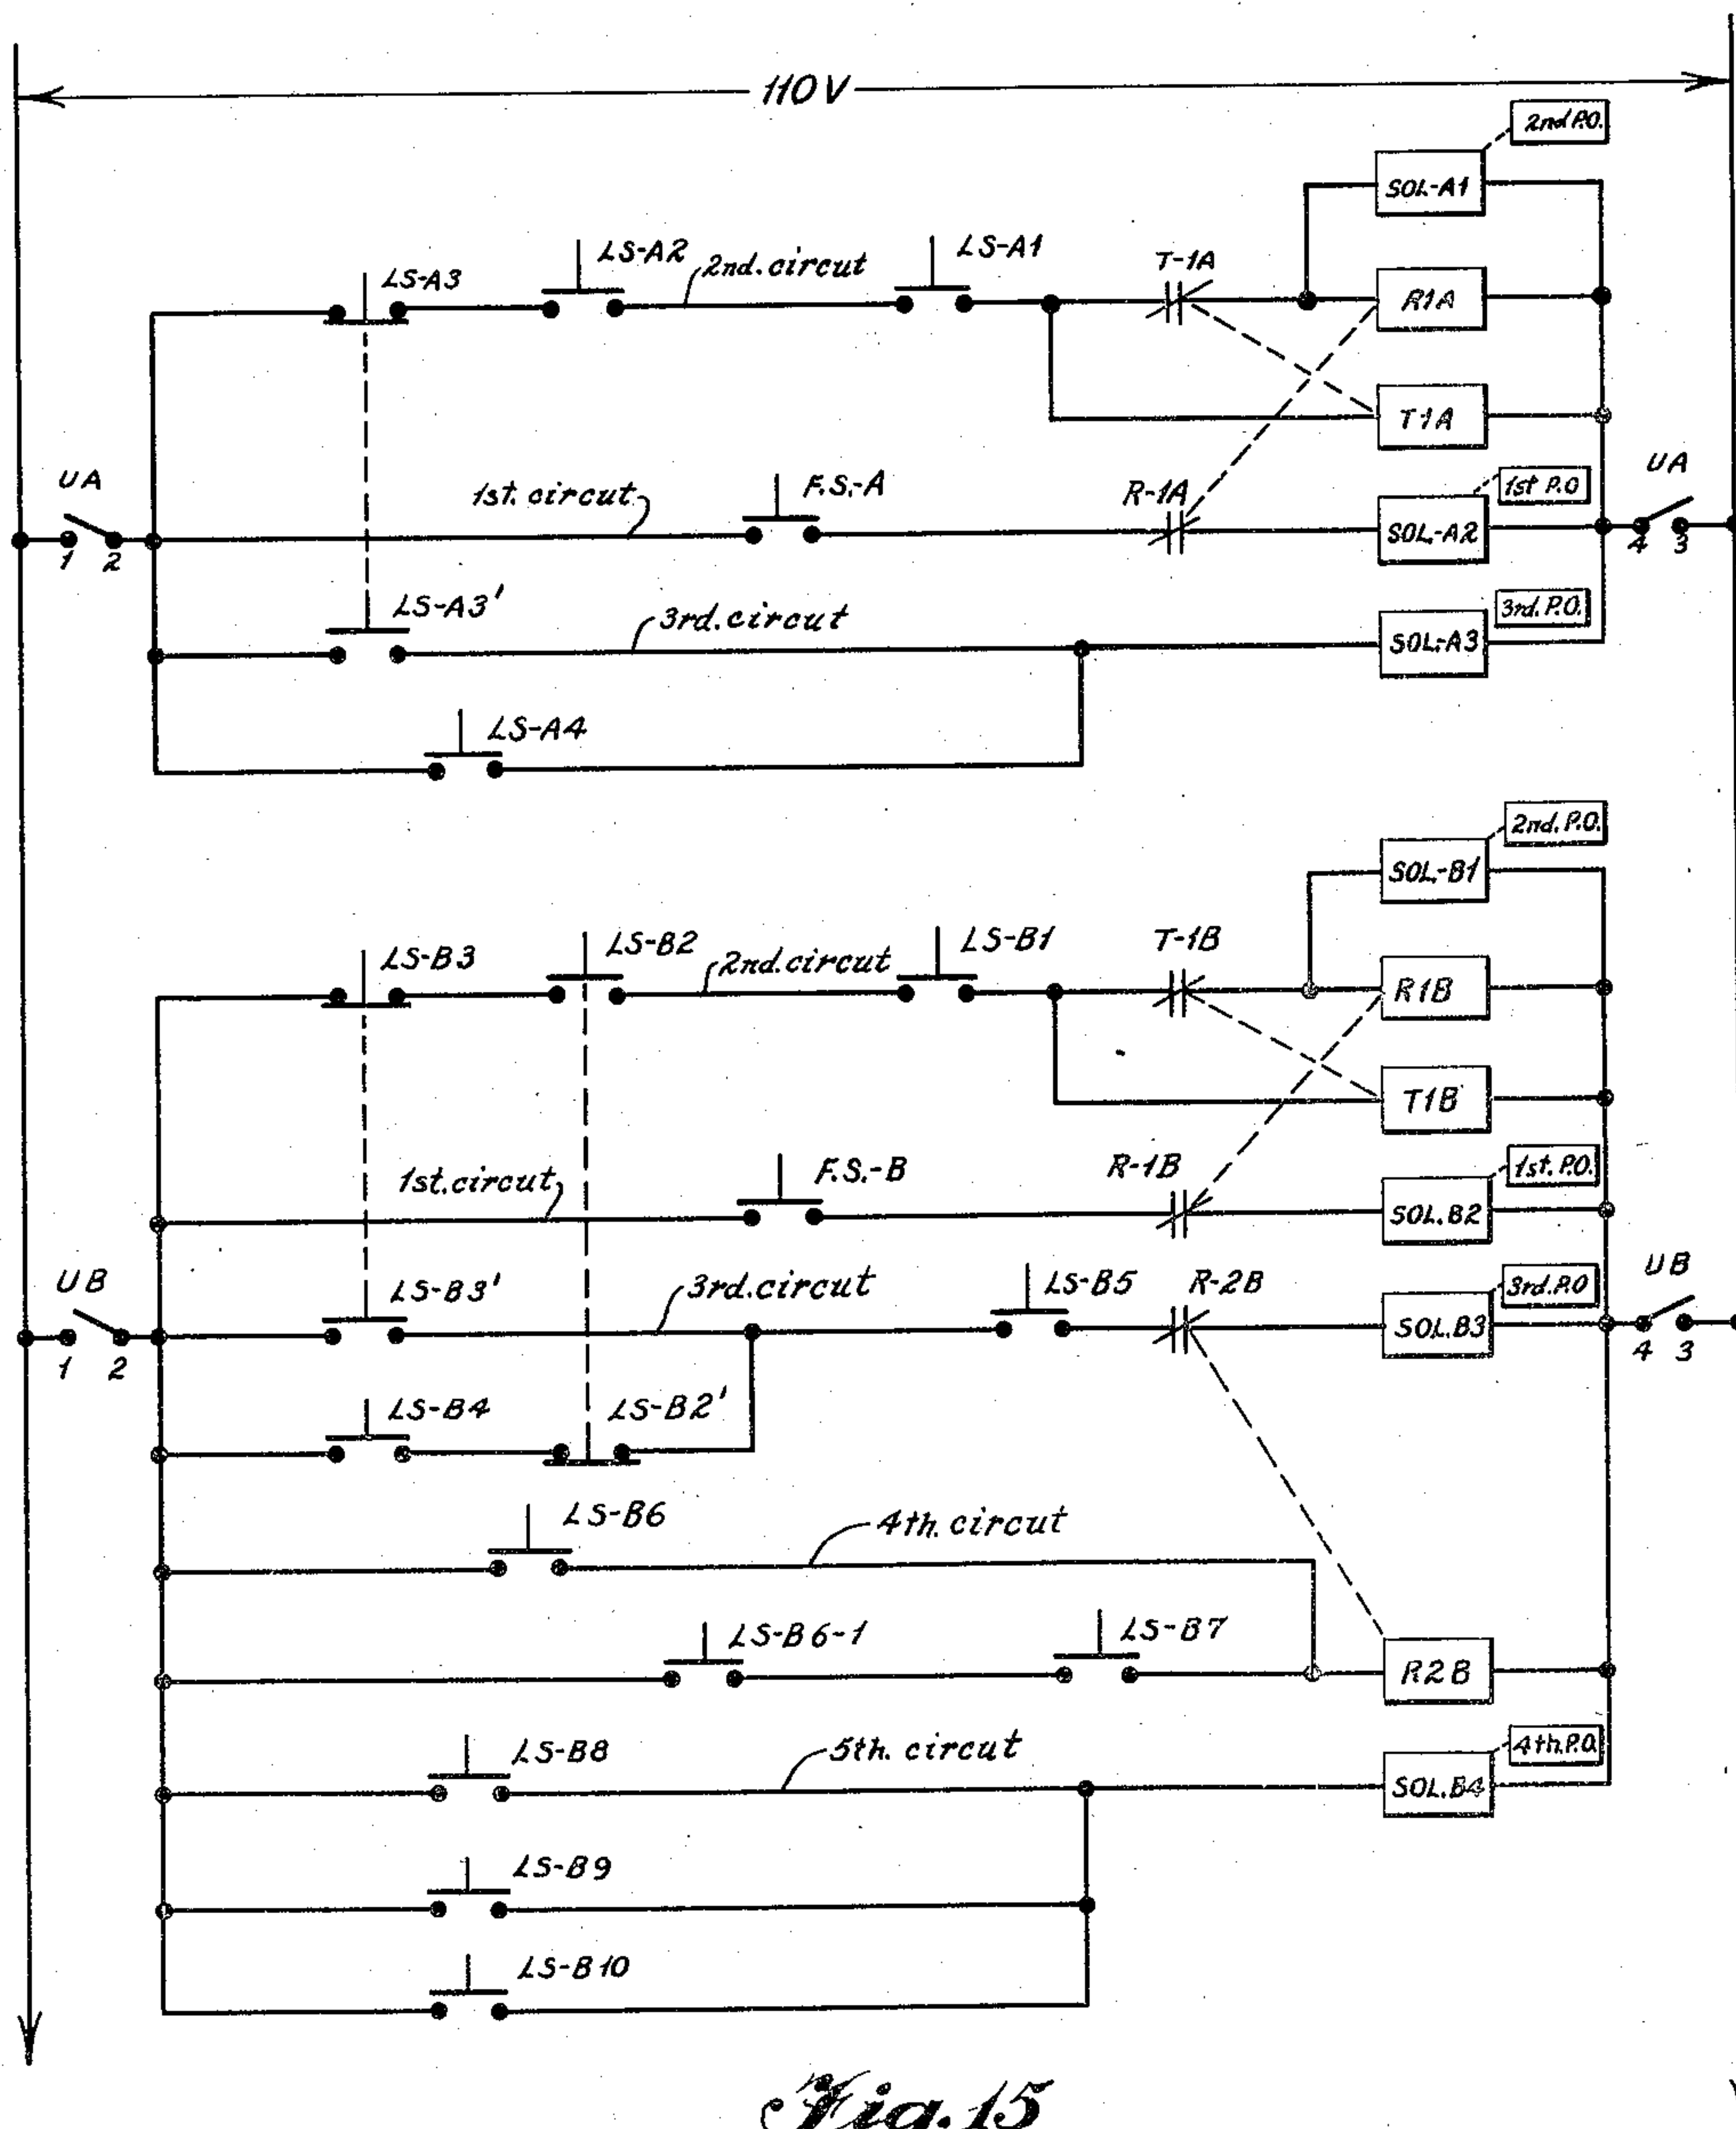 110V
2nd P.O.
SOL-A1
LS-A3
LS-A2
2nd. circut
LS-A1
T-1A
R1A
T1A
UA
1 2
1st. circut
F.S.-A
R-1A
SOL.-A2
1st P.O
UA
4 3
LS-A3'
3rd. circut
SOL.-A3
3rd. P.O.
LS-A4
2nd. P.O.
SOL.-B1
LS-B3
LS-B2
2nd. circut
LS-B1
T-1B
R1B
T1B
1st. circut
F.S.-B
R-1B
SOL.B2
1st. P.O.
UB
1 2
LS-B3'
3rd. circut
LS-B5
R-2B
SOL.B3
3rd. P.O
UB
4 3
LS-B4
LS-B2'
LS-B6
4th. circut
LS-B6-1
LS-B7
R2B
LS-B8
5th. circut
SOL.B4
4th. P.O.
LS-B9
LS-B10
Fig. 15